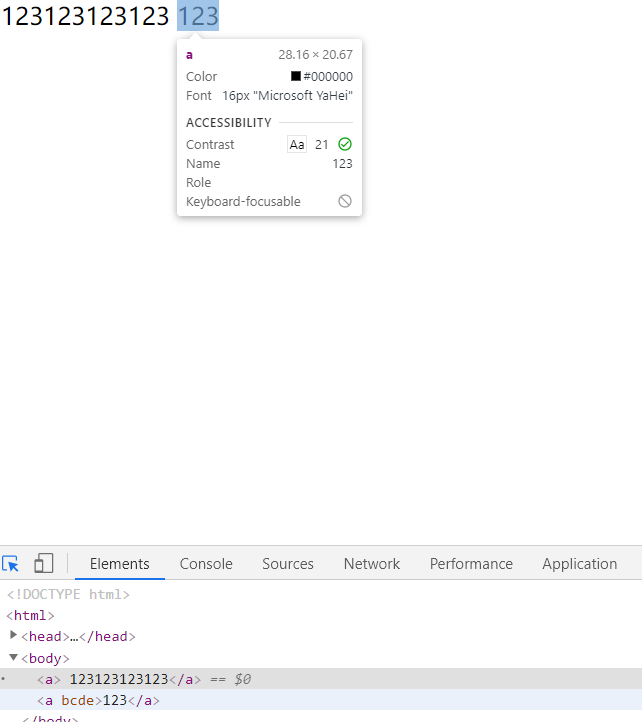 123123123123 123
a 28.16 × 20.67
Color #000000
Font 16px "Microsoft YaHei"
ACCESSIBILITY
Contrast Aa 21
Name 123
Role
Keyboard-focusable
Elements Console Sources Network Performance Application
<!DOCTYPE html>
<html>
<head>…</head>
<body>
<a> 123123123123</a> == $0
<a bcde>123</a>
</body>